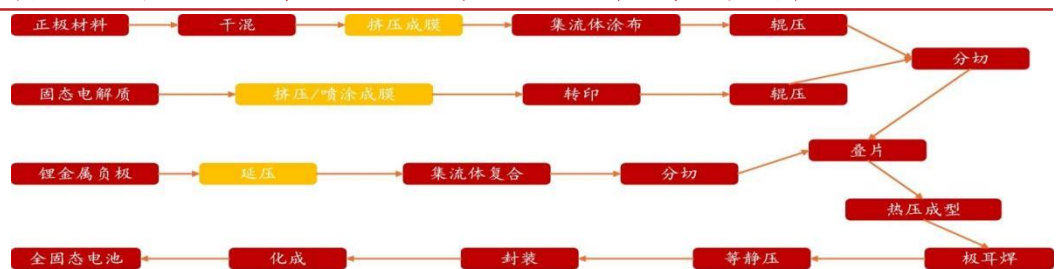 正极材料 干混 挤压成膜 集流体涂布 辊压
分切
固态电解质 挤压/喷涂成膜 转印 辊压
叠片
锂金属负极 延压 集流体复合 分切
热压成型
全固态电池 化成 封装 等静压 极耳焊